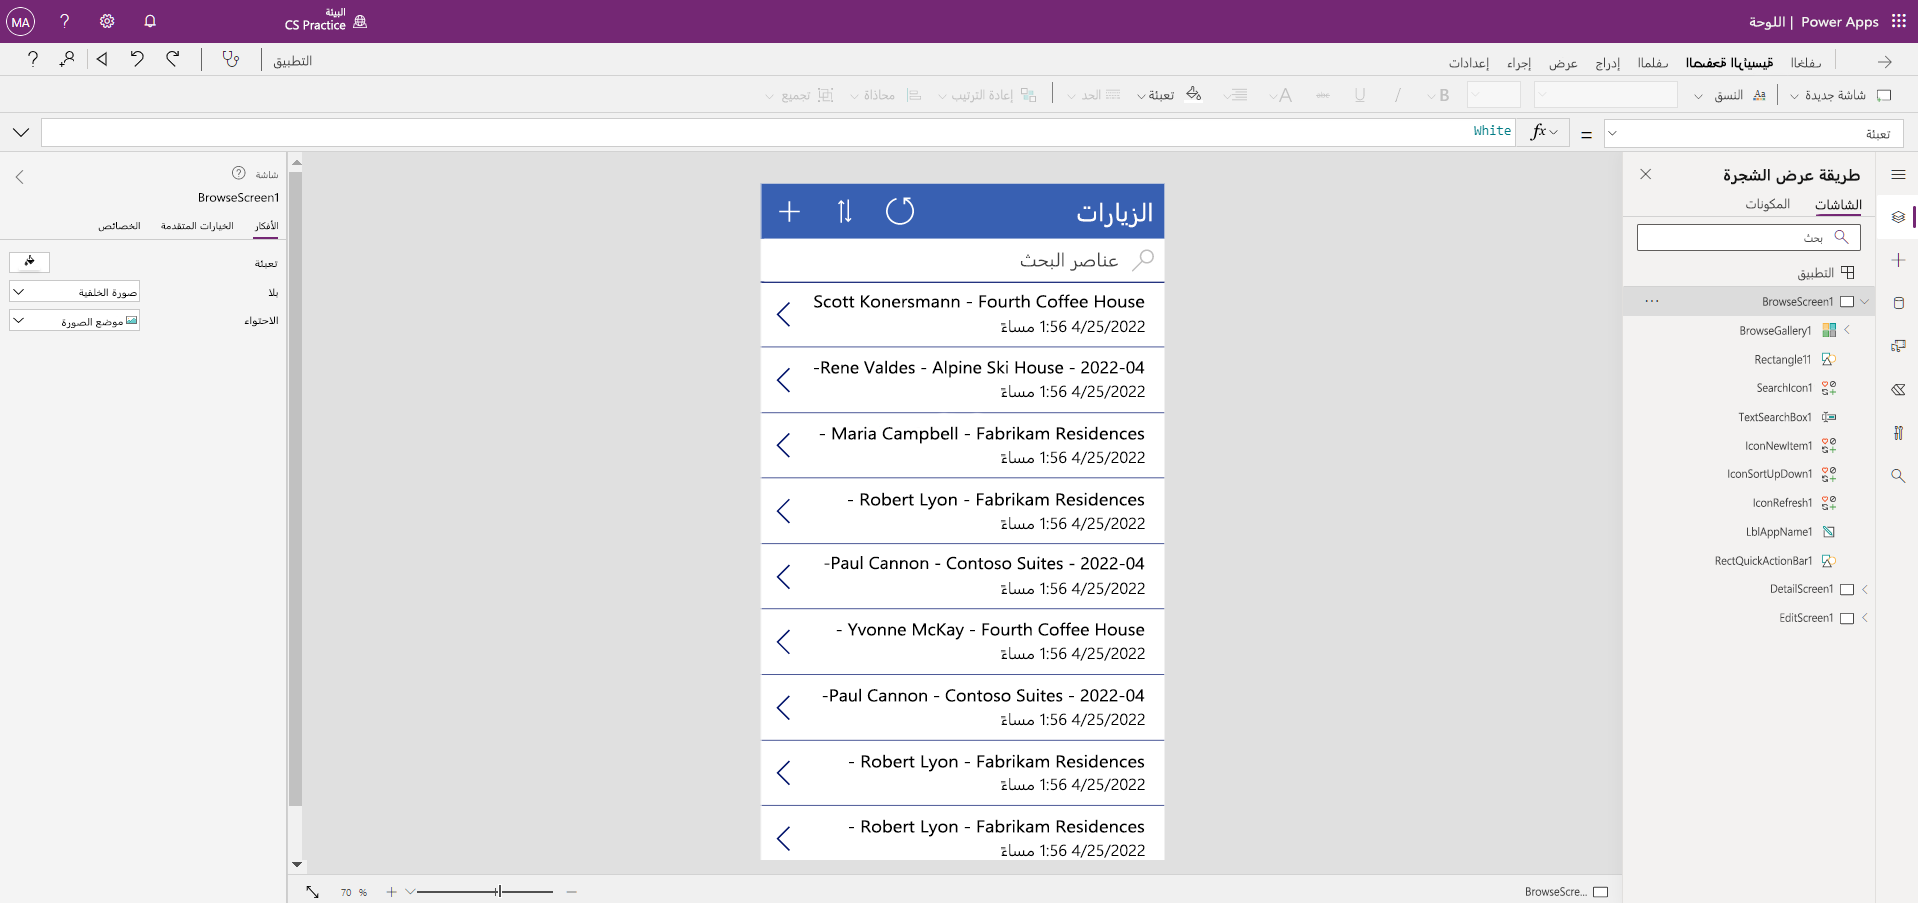 Power Apps | اللوحة
البيئة
CS Practice
MA
ملفات
الصفحة الرئيسية
الملفات
إدراج
عرض
إجراء
إعدادات
التطبيق
شاشة جديدة
النسق
B
A
تعبئة
الحد
إعادة الترتيب
محاذاة
تجميع
تعبئة
=
fx
White
طريقة عرض الشجرة
الشاشات
المكونات
بحث
التطبيق
BrowseScreen1
BrowseGallery1
Rectangle11
SearchIcon1
TextSearchBox1
IconNewItem1
IconSortUpDown1
IconRefresh1
LblAppName1
RectQuickActionBar1
DetailScreen1
EditScreen1
الزيارات
عناصر البحث
Scott Konersmann - Fourth Coffee House
4/25/2022 1:56 مساءً
-Rene Valdes - Alpine Ski House - 2022-04
4/25/2022 1:56 مساءً
- Maria Campbell - Fabrikam Residences
4/25/2022 1:56 مساءً
- Robert Lyon - Fabrikam Residences
4/25/2022 1:56 مساءً
-Paul Cannon - Contoso Suites - 2022-04
4/25/2022 1:56 مساءً
- Yvonne McKay - Fourth Coffee House
4/25/2022 1:56 مساءً
-Paul Cannon - Contoso Suites - 2022-04
4/25/2022 1:56 مساءً
- Robert Lyon - Fabrikam Residences
4/25/2022 1:56 مساءً
- Robert Lyon - Fabrikam Residences
4/25/2022 1:56 مساءً
شاشة
BrowseScreen1
الأفكار
الخيارات المتقدمة
الخصائص
تعبئة
بلا
صورة الخلفية
الاحتواء
موضع الصورة
BrowseScre...
70 %